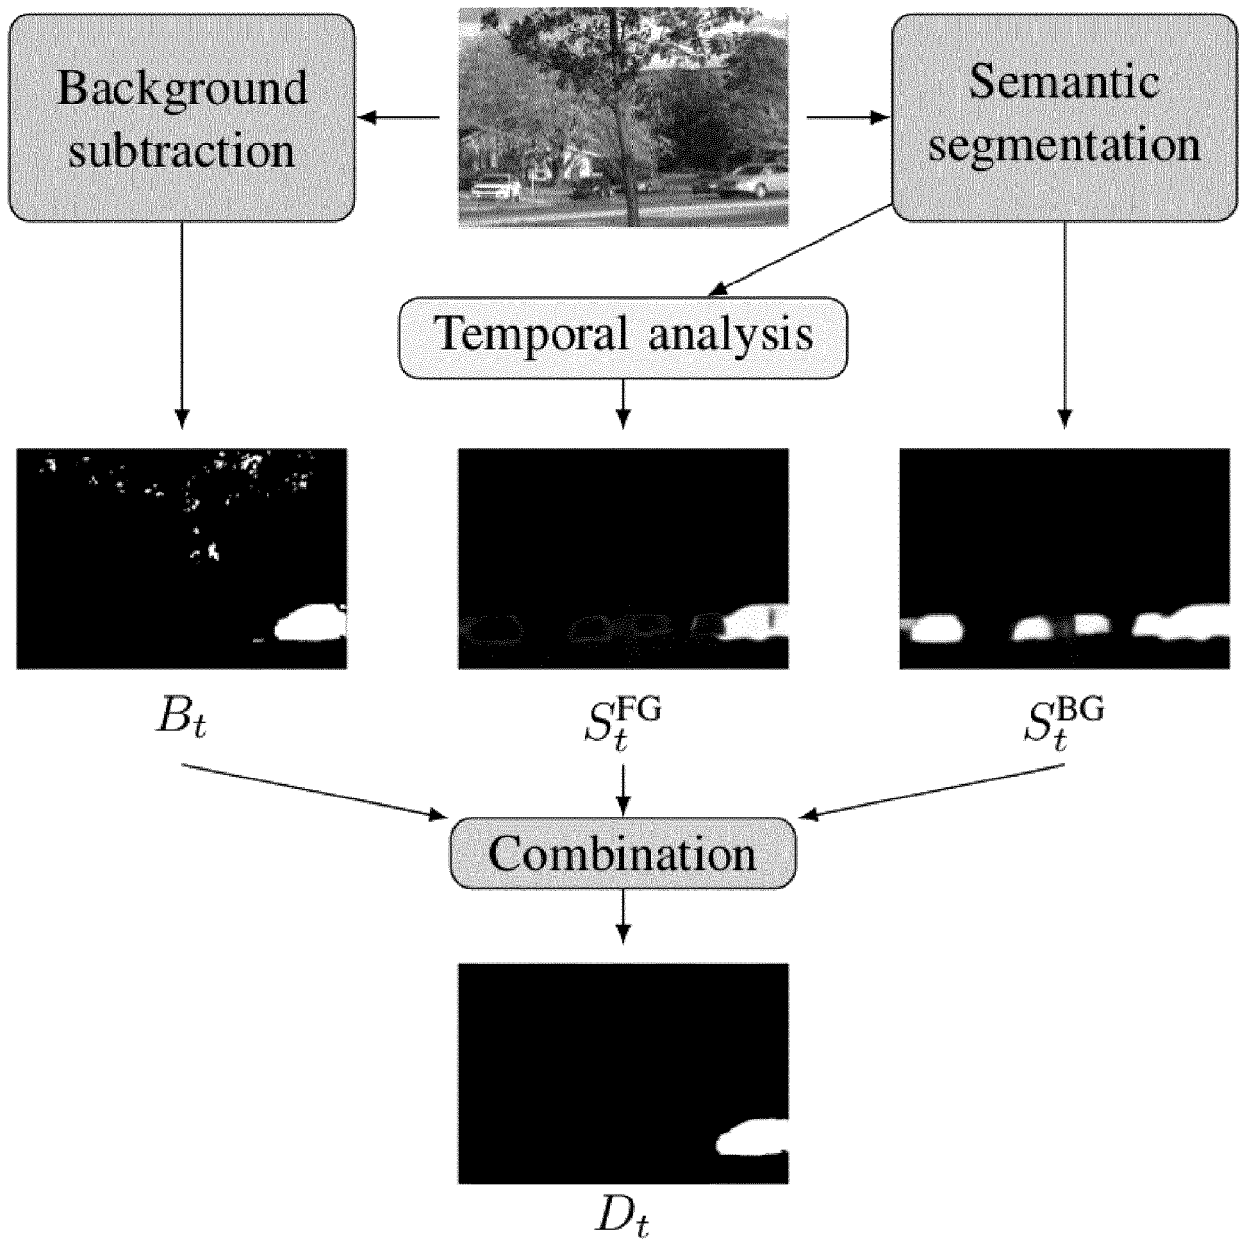 Background
subtraction
Semantic
segmentation
Temporal analysis
B_t
S_t^FG
S_t^BG
Combination
D_t